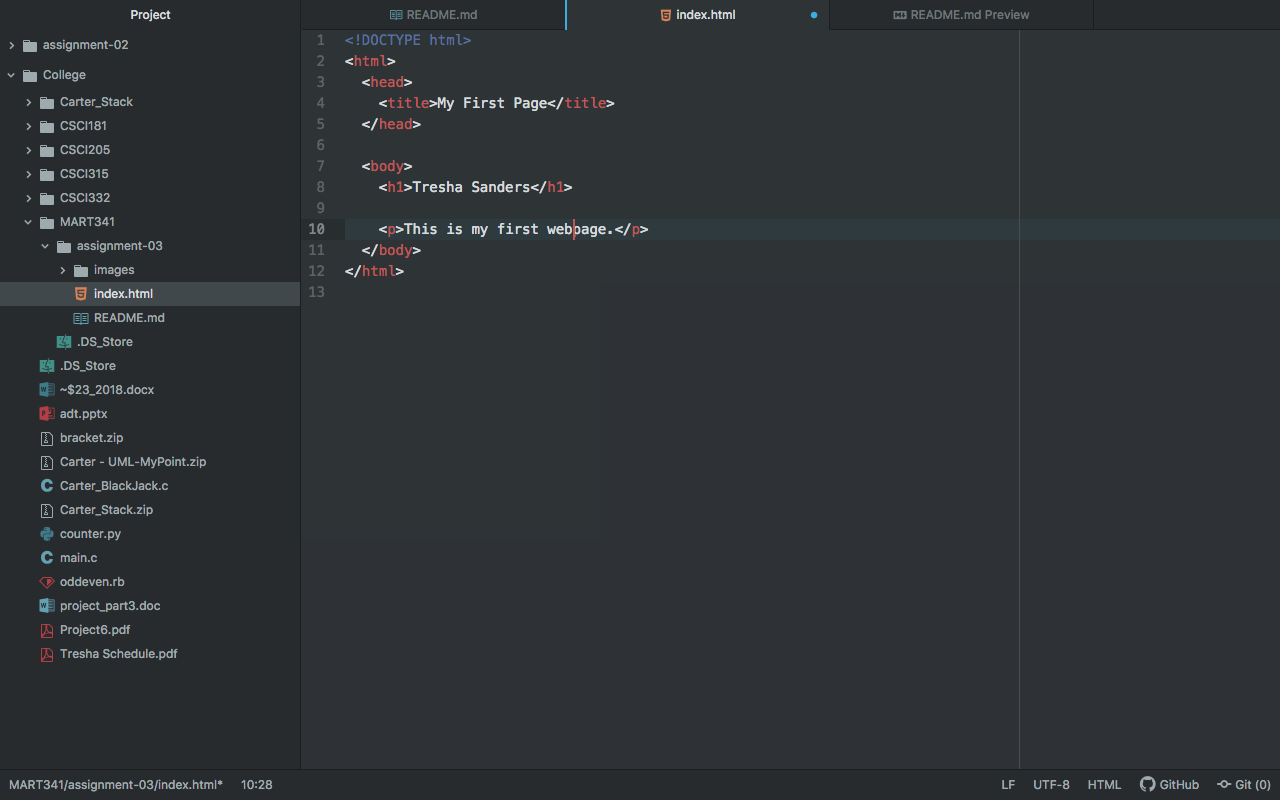 Project
README.md
index.html
README.md Preview
assignment-02
College
Carter_Stack
CSCI181
CSCI205
CSCI315
CSCI332
MART341
assignment-03
images
index.html
README.md
.DS_Store
.DS_Store
~$23_2018.docx
adt.pptx
bracket.zip
Carter - UML-MyPoint.zip
Carter_BlackJack.c
Carter_Stack.zip
counter.py
main.c
oddeven.rb
project_part3.doc
Project6.pdf
Tresha Schedule.pdf
1 <!DOCTYPE html>
2 <html>
3   <head>
4     <title>My First Page</title>
5   </head>
6
7   <body>
8     <h1>Tresha Sanders</h1>
9
10     <p>This is my first webpage.</p>
11   </body>
12 </html>
13
MART341/assignment-03/index.html* 10:28 LF UTF-8 HTML GitHub Git (0)